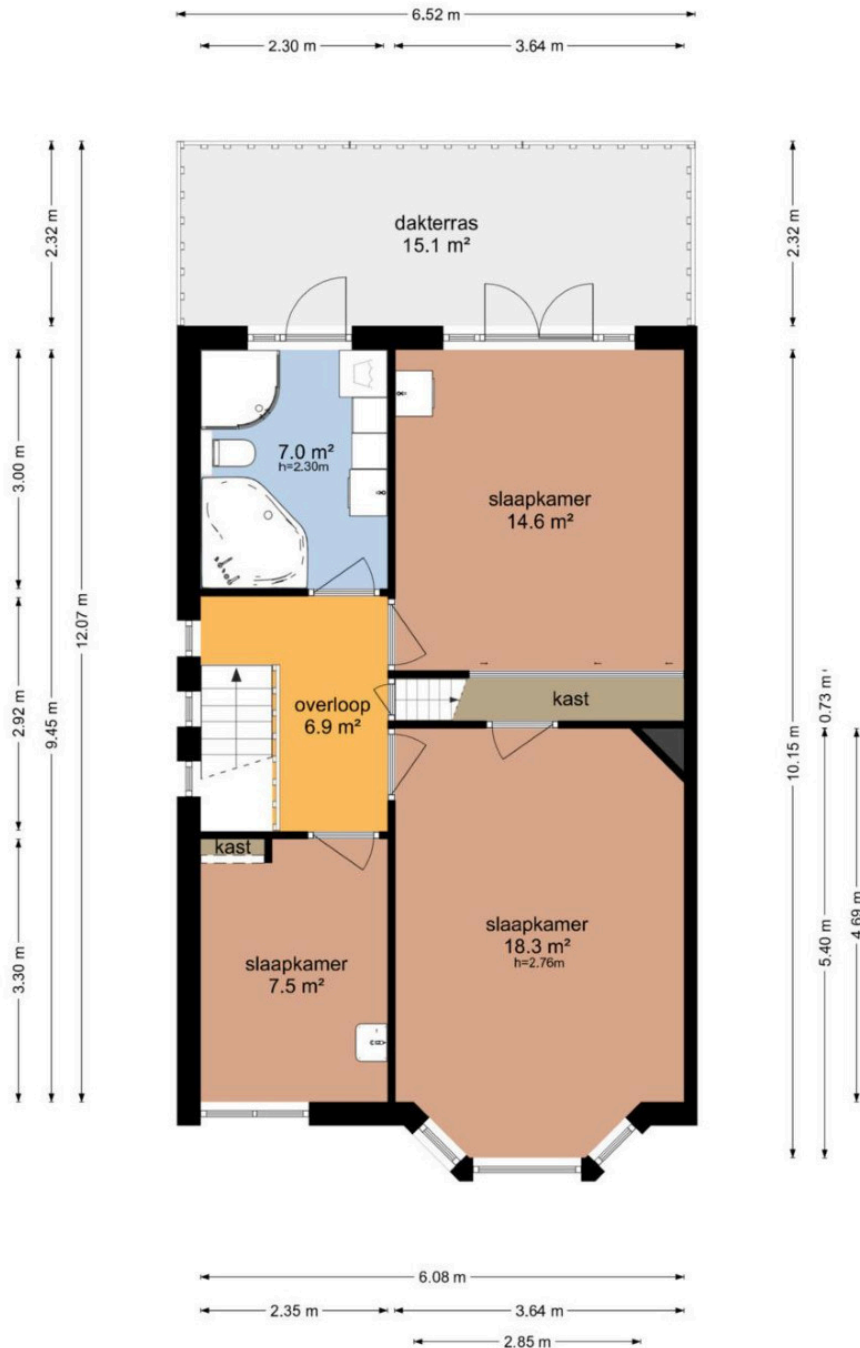 6.52 m
2.30 m
3.64 m
2.32 m
2.32 m
dakterras
15.1 m²
3.00 m
12.07 m
9.45 m
7.0 m²
h=2.30m
slaapkamer
14.6 m²
2.92 m
overloop
6.9 m²
kast
0.73 m
10.15 m
kast
3.30 m
slaapkamer
7.5 m²
slaapkamer
18.3 m²
h=2.76m
5.40 m
4.69 m
6.08 m
2.35 m
3.64 m
2.85 m